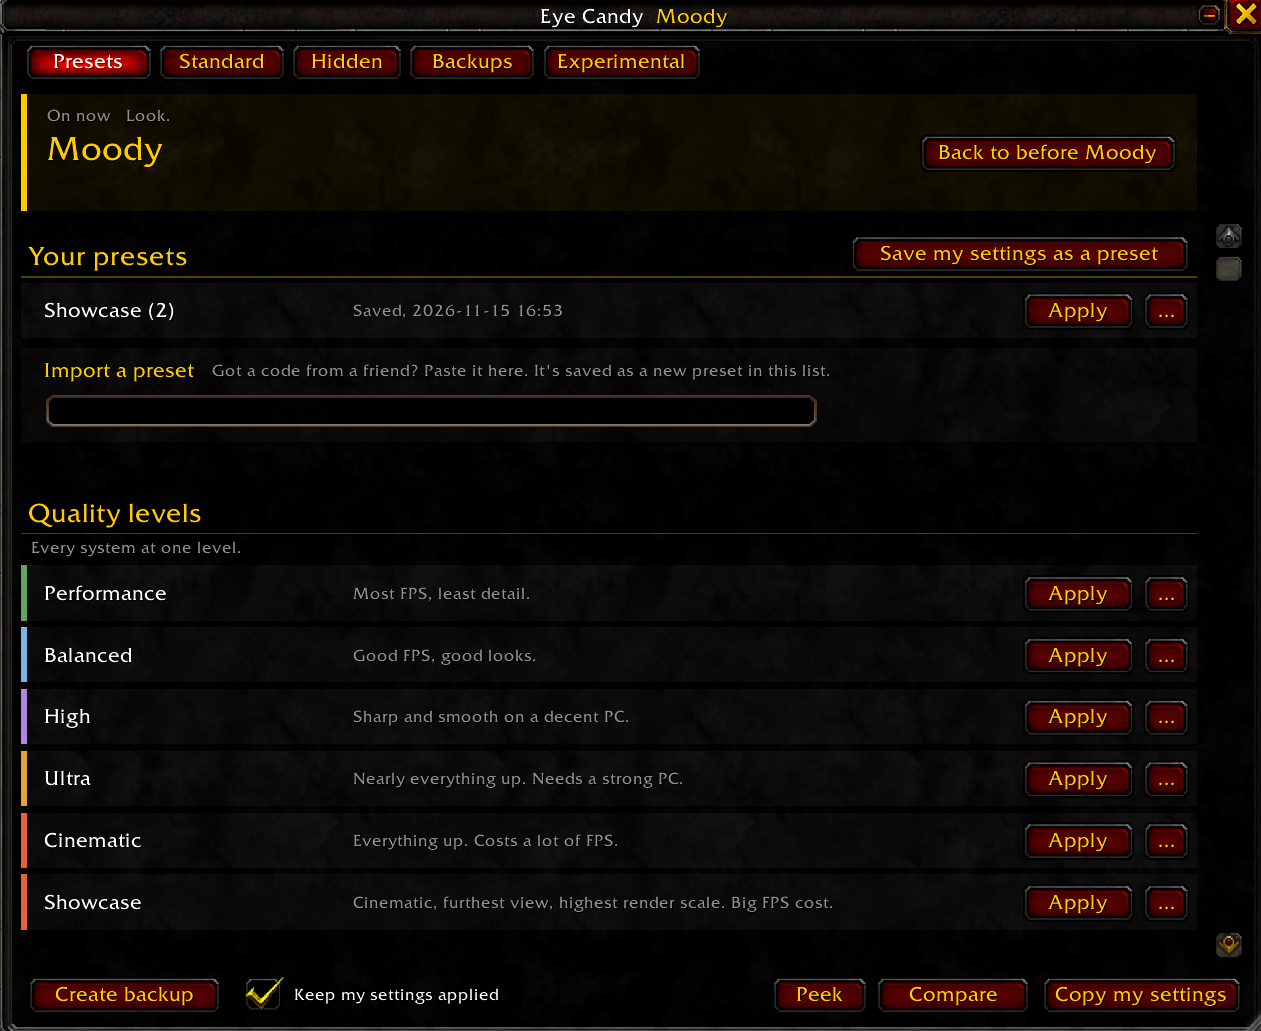 Eye Candy Moody
Presets Standard Hidden Backups Experimental
On now Look.
Moody
Back to before Moody
Your presets
Save my settings as a preset
Showcase (2) Saved, 2026-11-15 16:53 Apply ...
Import a preset Got a code from a friend? Paste it here. It's saved as a new preset in this list.
Quality levels
Every system at one level.
Performance Most FPS, least detail. Apply ...
Balanced Good FPS, good looks. Apply ...
High Sharp and smooth on a decent PC. Apply ...
Ultra Nearly everything up. Needs a strong PC. Apply ...
Cinematic Everything up. Costs a lot of FPS. Apply ...
Showcase Cinematic, furthest view, highest render scale. Big FPS cost. Apply ...
Create backup Keep my settings applied Peek Compare Copy my settings